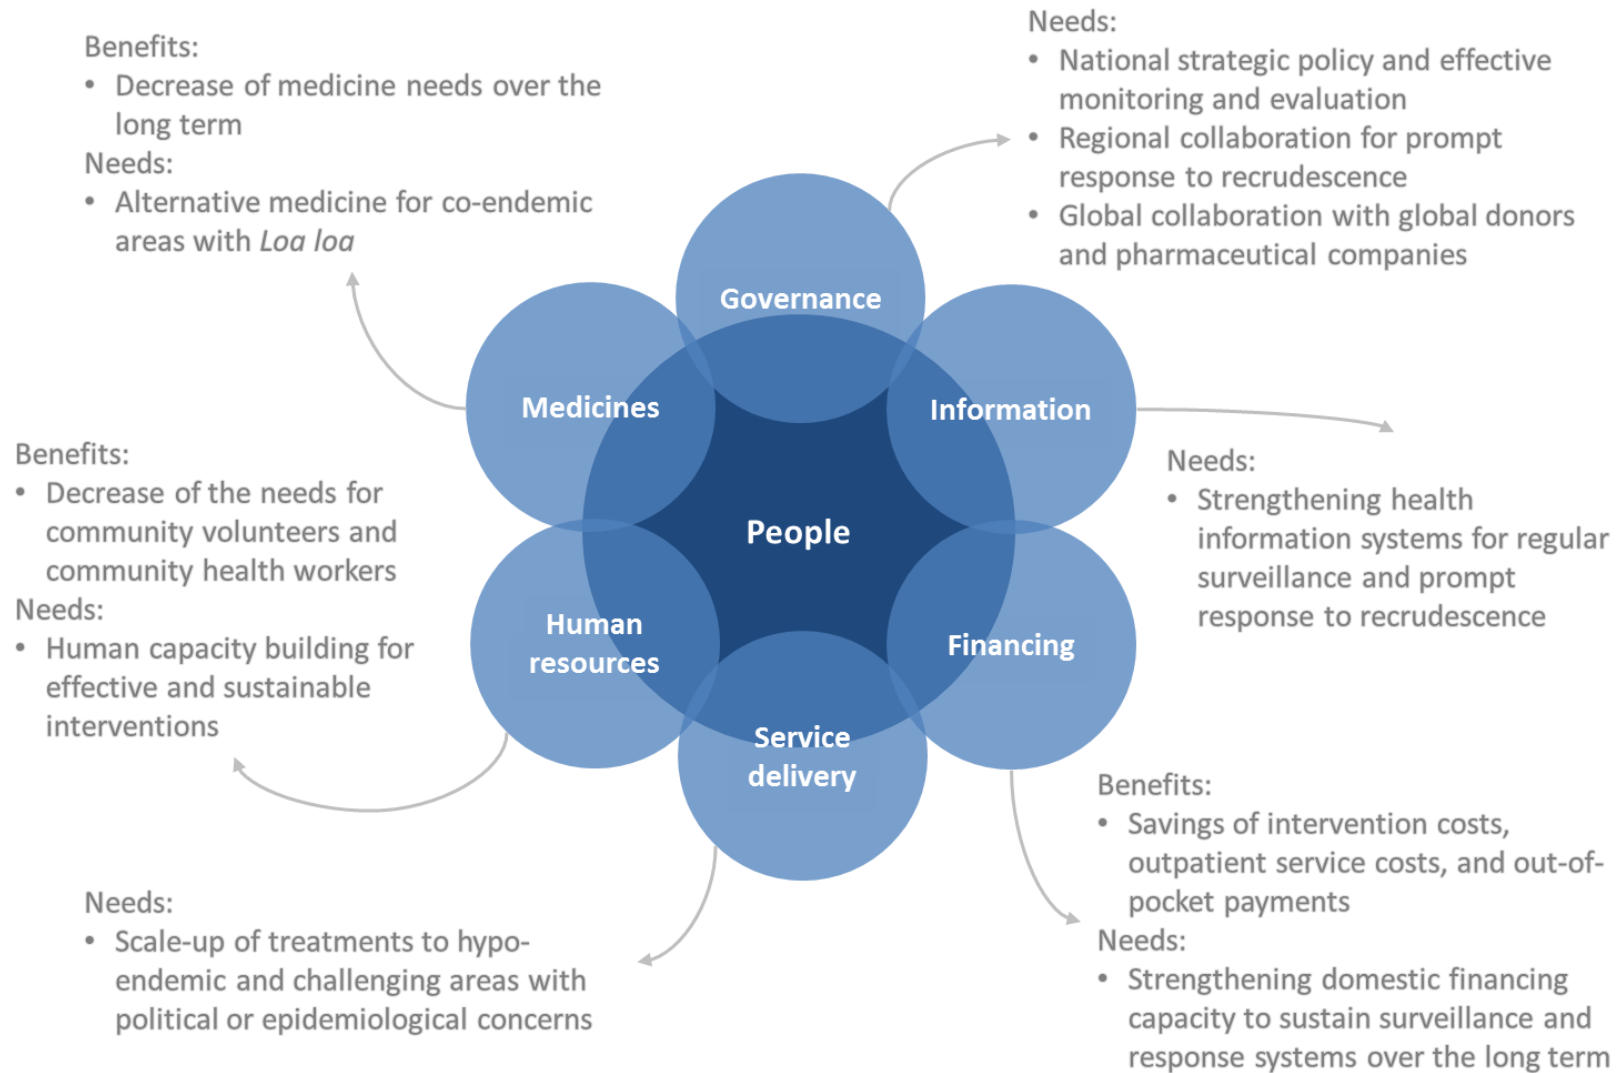 Benefits:
• Decrease of medicine needs over the
long term
Needs:
• Alternative medicine for co-endemic
areas with Loa loa
Needs:
• National strategic policy and effective
monitoring and evaluation
• Regional collaboration for prompt
response to recrudescence
• Global collaboration with global donors
and pharmaceutical companies
Governance
Medicines
Information
People
Human
resources
Financing
Service
delivery
Benefits:
• Decrease of the needs for
community volunteers and
community health workers
Needs:
• Human capacity building for
effective and sustainable
interventions
Needs:
• Strengthening health
information systems for regular
surveillance and prompt
response to recrudescence
Needs:
• Scale-up of treatments to hypo-
endemic and challenging areas with
political or epidemiological concerns
Benefits:
• Savings of intervention costs,
outpatient service costs, and out-of-
pocket payments
Needs:
• Strengthening domestic financing
capacity to sustain surveillance and
response systems over the long term